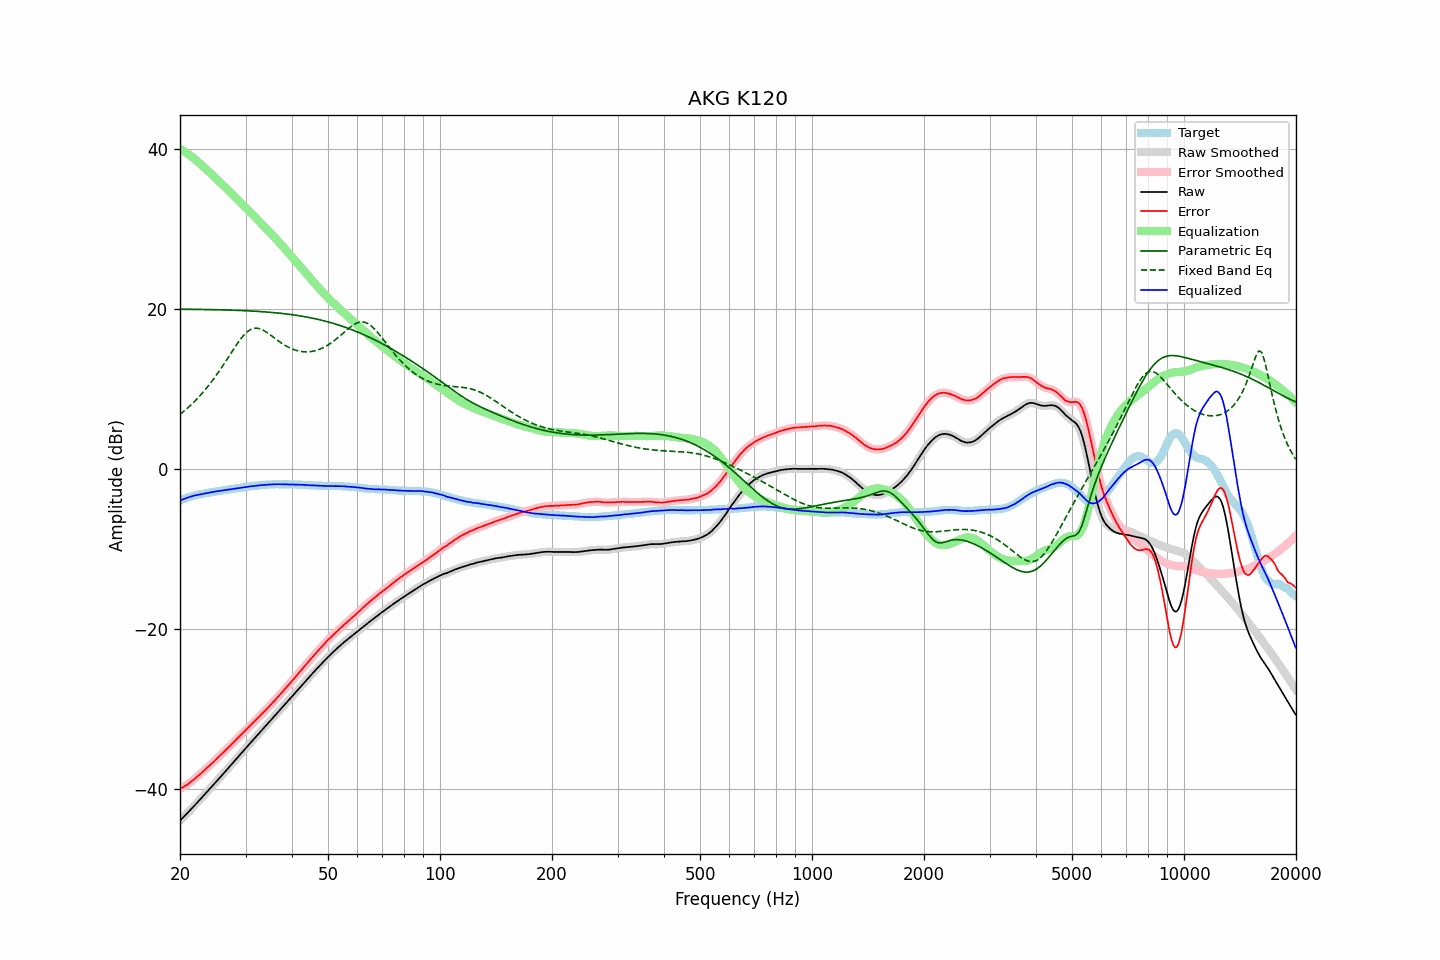 AKG K120
Amplitude (dBr)
40
20
0
−20
−40
Target
Raw Smoothed
Error Smoothed
Raw
Error
Equalization
Parametric Eq
Fixed Band Eq
Equalized
20 50 100 200 500 1000 2000 5000 10000 20000
Frequency (Hz)